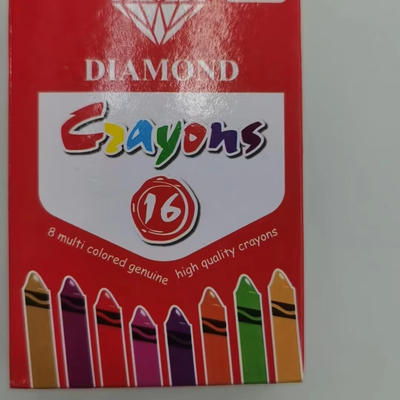 DIAMOND
Crayons
16
8 multi colored genuine high quality crayons